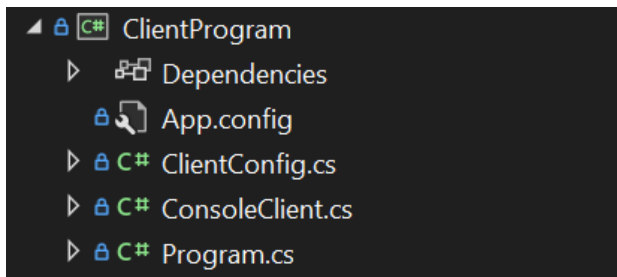 C# ClientProgram
Dependencies
App.config
C# ClientConfig.cs
C# ConsoleClient.cs
C# Program.cs